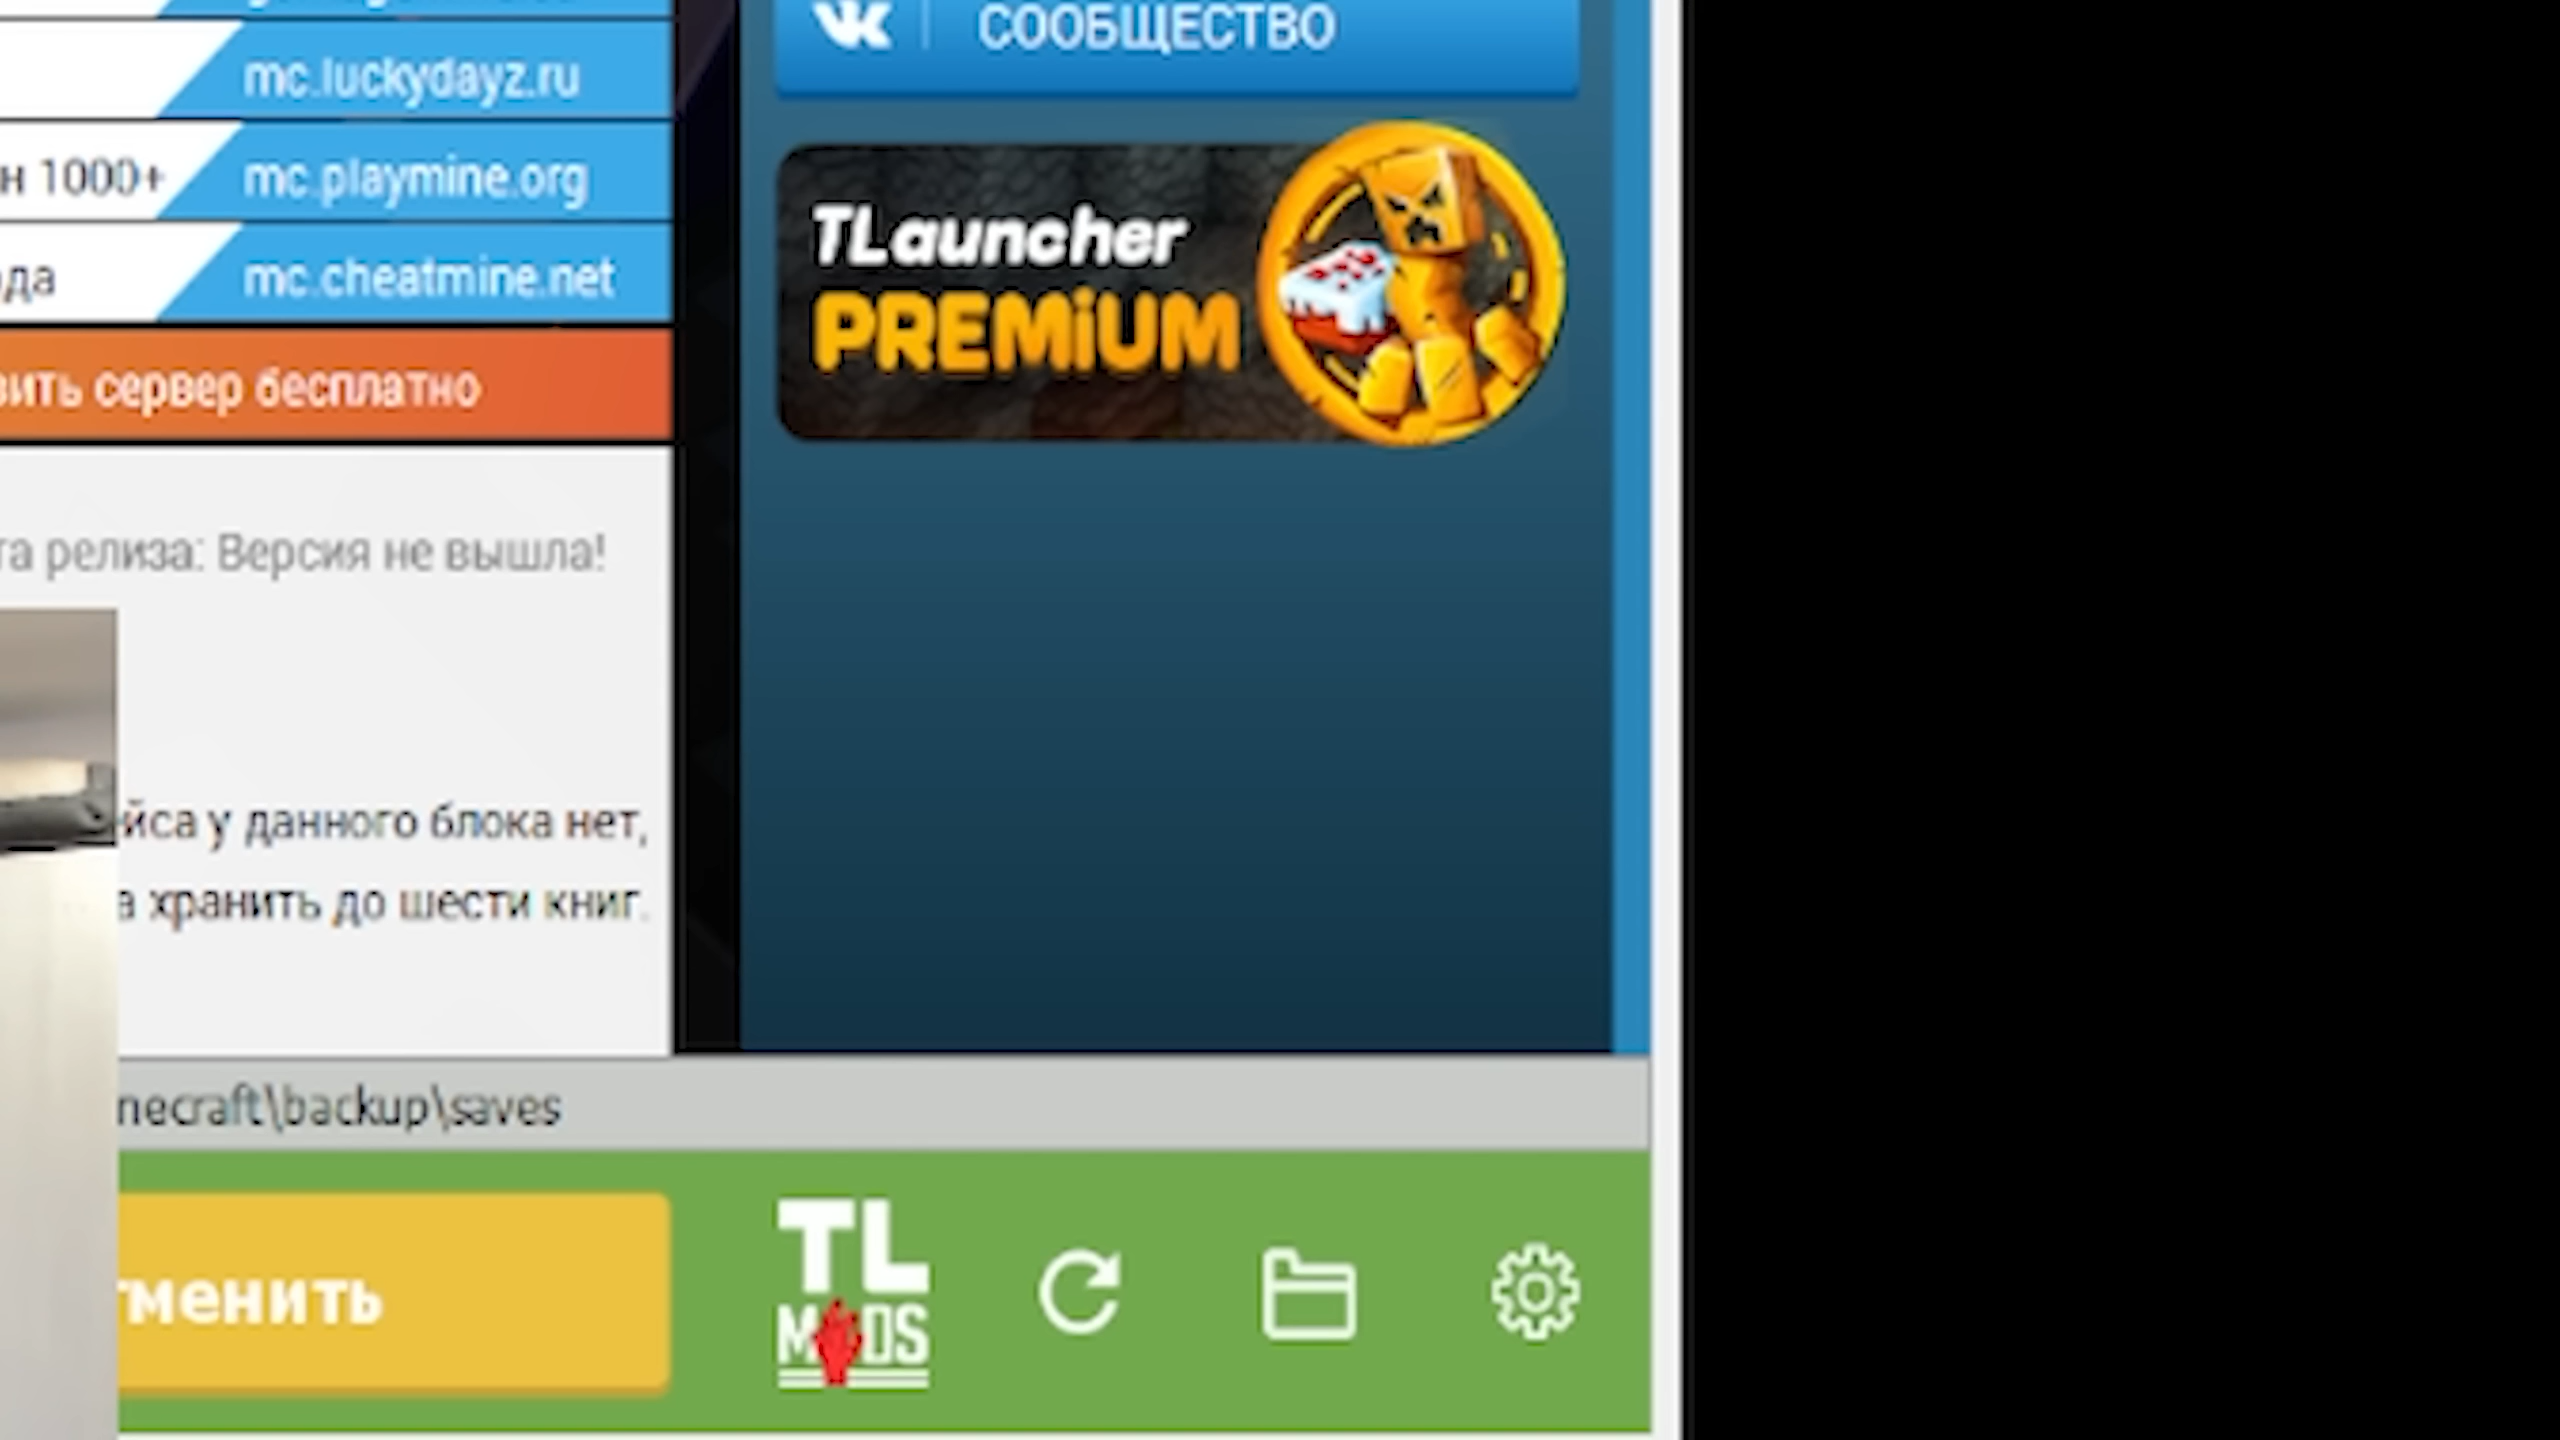 СООБЩЕСТВО
mc.luckydayz.ru
н 1000+ mc.playmine.org
да mc.cheatmine.net
TLauncher
PREMiUM
вить сервер бесплатно
та релиза: Версия не вышла!
йса у данного блока нет,
а хранить до шести книг.
necraft\backup\saves
тменить
TL
MODS